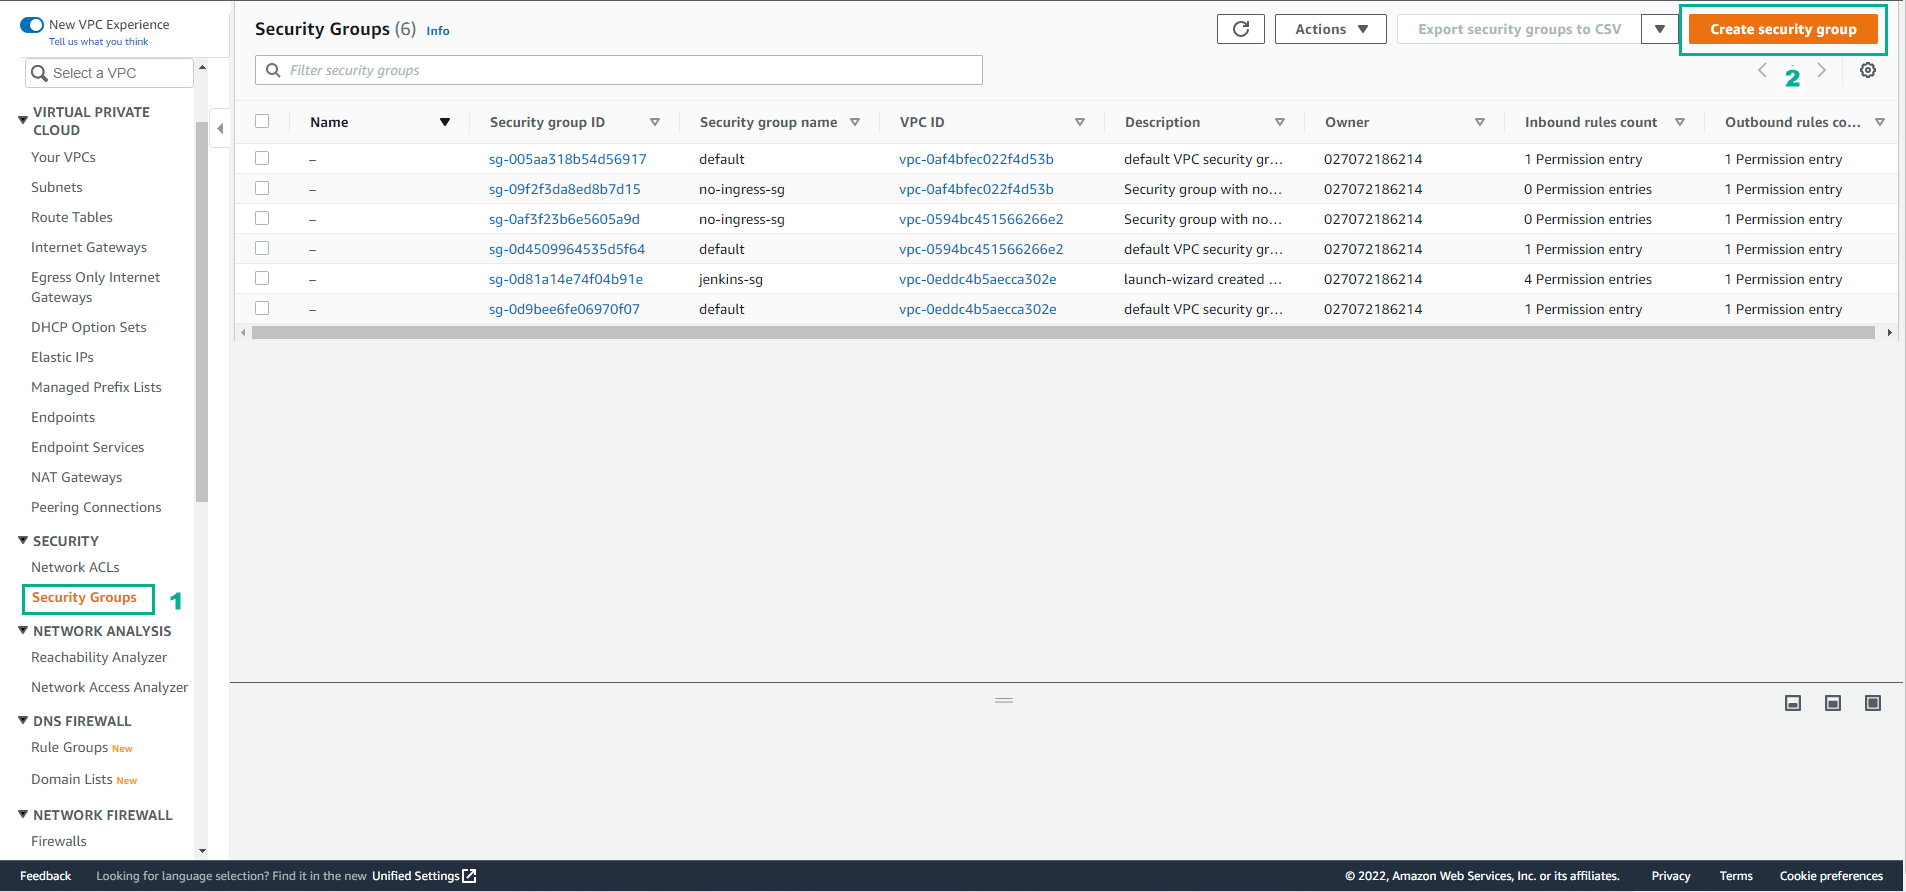 New VPC Experience
Tell us what you think
Select a VPC
VIRTUAL PRIVATE
CLOUD
Your VPCs
Subnets
Route Tables
Internet Gateways
Egress Only Internet
Gateways
DHCP Option Sets
Elastic IPs
Managed Prefix Lists
Endpoints
Endpoint Services
NAT Gateways
Peering Connections
SECURITY
Network ACLs
Security Groups 1
NETWORK ANALYSIS
Reachability Analyzer
Network Access Analyzer
DNS FIREWALL
Rule Groups New
Domain Lists New
NETWORK FIREWALL
Firewalls
Security Groups (6) Info
Actions Export security groups to CSV Create security group
Filter security groups
2
Name Security group ID Security group name VPC ID Description Owner Inbound rules count Outbound rules co...
– sg-005aa318b54d56917 default vpc-0af4bfec022f4d53b default VPC security gr... 027072186214 1 Permission entry 1 Permission entry
– sg-09f2f3da8ed8b7d15 no-ingress-sg vpc-0af4bfec022f4d53b Security group with no... 027072186214 0 Permission entries 1 Permission entry
– sg-0af3f23b6e5605a9d no-ingress-sg vpc-0594bc451566266e2 Security group with no... 027072186214 0 Permission entries 1 Permission entry
– sg-0d4509964535d5f64 default vpc-0594bc451566266e2 default VPC security gr... 027072186214 1 Permission entry 1 Permission entry
– sg-0d81a14e74f04b91e jenkins-sg vpc-0eddc4b5aecca302e launch-wizard created ... 027072186214 4 Permission entries 1 Permission entry
– sg-0d9bee6fe06970f07 default vpc-0eddc4b5aecca302e default VPC security gr... 027072186214 1 Permission entry 1 Permission entry
Feedback Looking for language selection? Find it in the new Unified Settings © 2022, Amazon Web Services, Inc. or its affiliates. Privacy Terms Cookie preferences